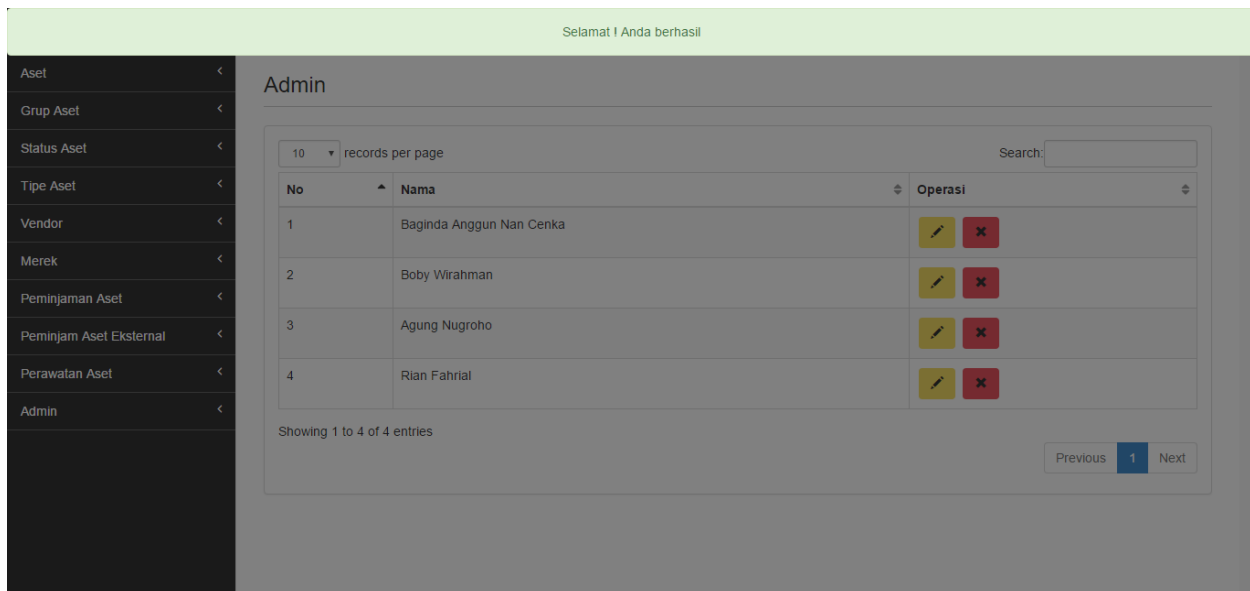 Selamat ! Anda berhasil
Aset
Grup Aset
Status Aset
Tipe Aset
Vendor
Merek
Peminjaman Aset
Peminjam Aset Eksternal
Perawatan Aset
Admin
Admin
10 records per page Search:
No Nama Operasi
1 Baginda Anggun Nan Cenka
2 Boby Wirahman
3 Agung Nugroho
4 Rian Fahrial
Showing 1 to 4 of 4 entries
Previous 1 Next